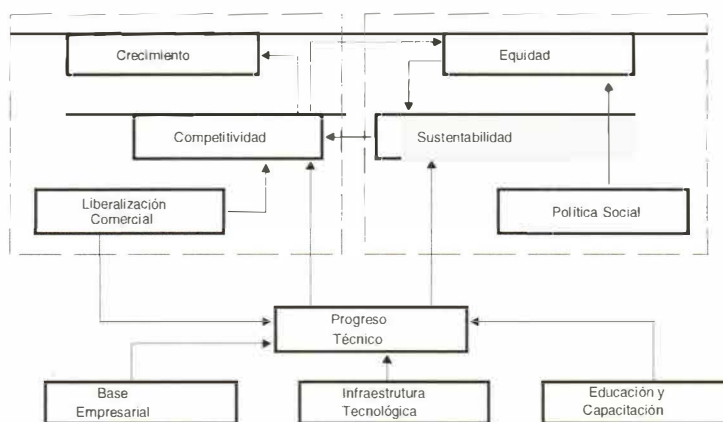 Crecimiento
Equidad
Competitividad
Sustentabilidad
Liberalización
Comercial
Política Social
Progreso
Técnico
Base
Empresarial
Infraestrutura
Tecnológica
Educación y
Capacitación